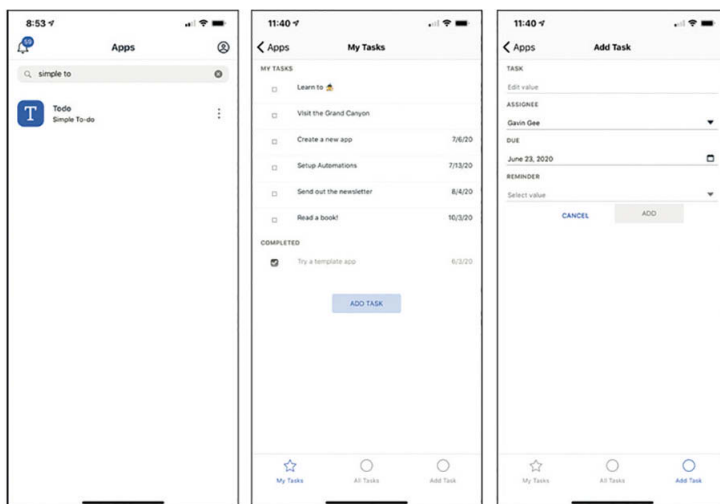 8:53
59
Apps
simple to
T
Todo
Simple To-do
11:40
Apps
My Tasks
MY TASKS
Learn to
Visit the Grand Canyon
Create a new app 7/6/20
Setup Automations 7/13/20
Send out the newsletter 8/4/20
Read a book! 10/3/20
COMPLETED
Try a template app 6/3/20
ADD TASK
My Tasks All Tasks Add Task
11:40
Apps
Add Task
TASK
Edit value
ASSIGNEE
Gavin Gee
DUE
June 23, 2020
REMINDER
Select value
CANCEL ADD
My Tasks All Tasks Add Task